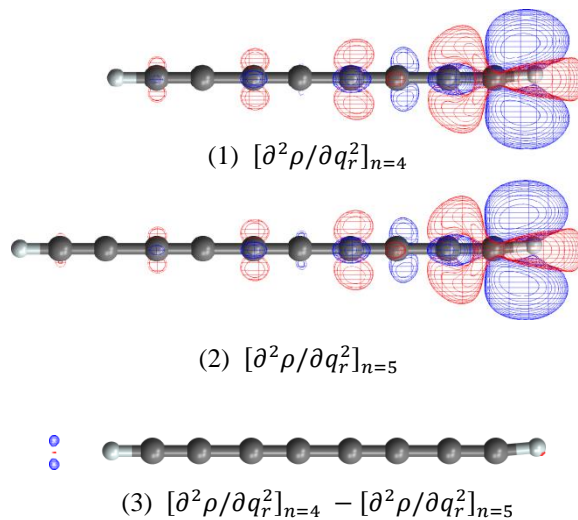 (1) [∂²ρ/∂q_r²]_{n=4}
(2) [∂²ρ/∂q_r²]_{n=5}
(3) [∂²ρ/∂q_r²]_{n=4} − [∂²ρ/∂q_r²]_{n=5}